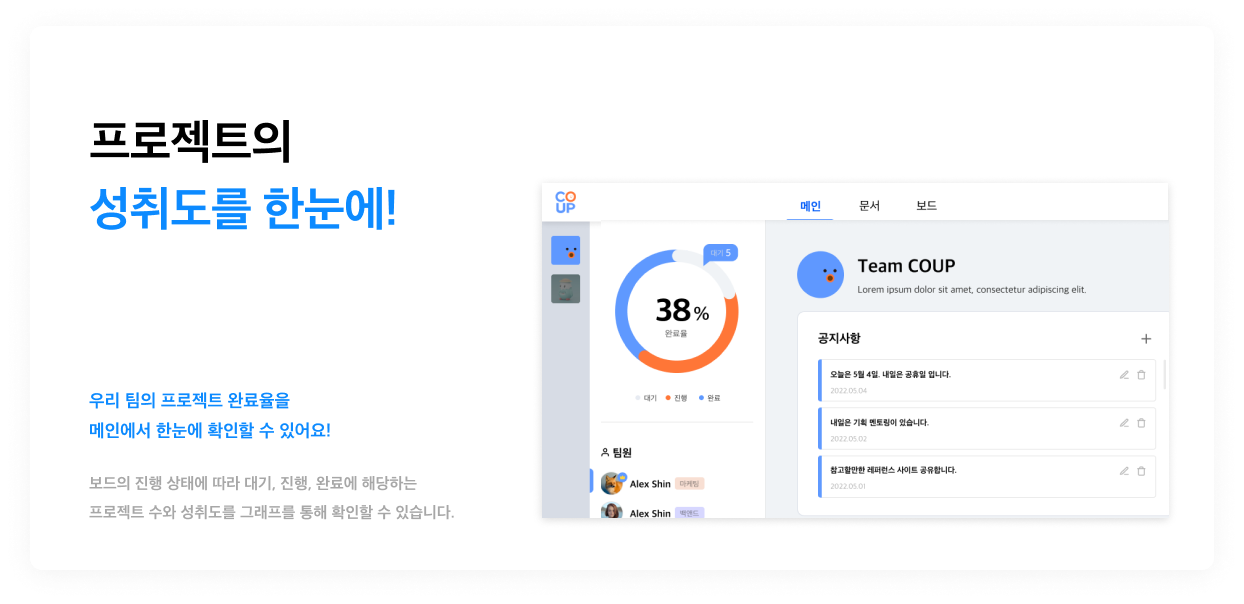 프로젝트의
성취도를 한눈에!
우리 팀의 프로젝트 완료율을
메인에서 한눈에 확인할 수 있어요!
보드의 진행 상태에 따라 대기, 진행, 완료에 해당하는
프로젝트 수와 성취도를 그래프를 통해 확인할 수 있습니다.
CO
UP
메인 문서 보드
대기 5
38%
완료율
대기 진행 완료
팀원
Alex Shin 마케팅
Alex Shin 백엔드
Team COUP
Lorem ipsum dolor sit amet, consectetur adipiscing elit.
공지사항
오늘은 5월 4일. 내일은 공휴일 입니다.
2022.05.04
내일은 기획 멘토링이 있습니다.
2022.05.02
참고할만한 레퍼런스 사이트 공유합니다.
2022.05.01